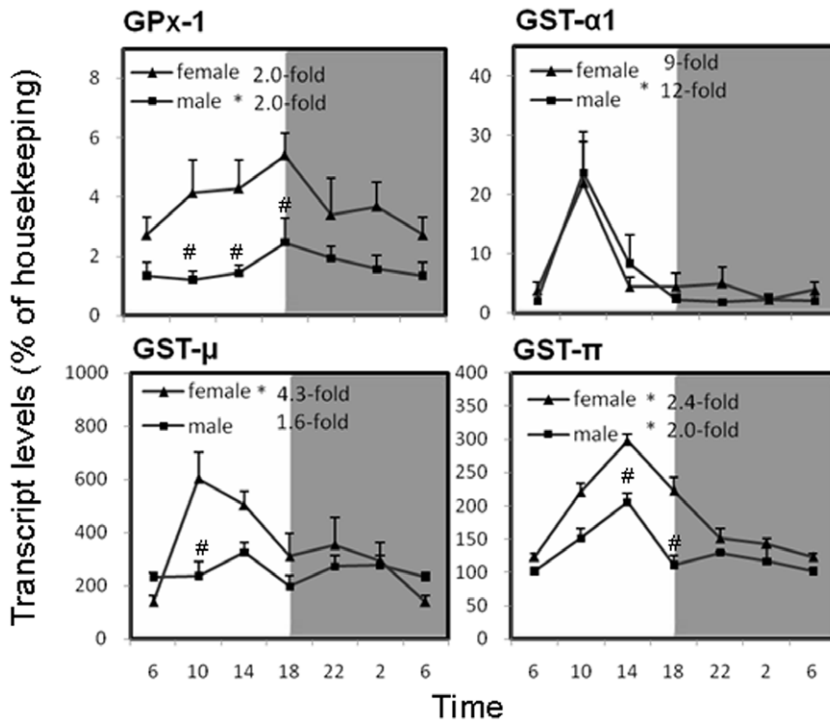 GPx-1
GST-α1
8
6
4
2
0
female 2.0-fold
male * 2.0-fold
#
#
#
40
30
20
10
0
female 9-fold
male * 12-fold
Transcript levels (% of housekeeping)
GST-μ
GST-π
1000
800
600
400
200
0
female * 4.3-fold
male 1.6-fold
#
6 10 14 18 22 2 6
400
350
300
250
200
150
100
50
0
female * 2.4-fold
male * 2.0-fold
#
#
6 10 14 18 22 2 6
Time